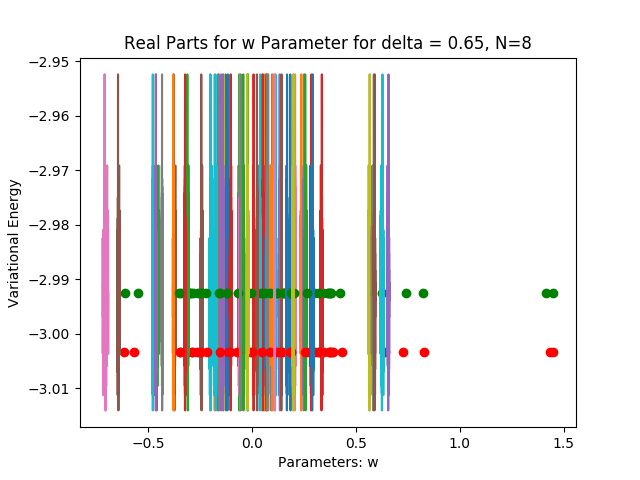 Real Parts for w Parameter for delta = 0.65, N=8
−2.95
−2.96
−2.97
−2.98
−2.99
−3.00
−3.01
Variational Energy
−0.5 0.0 0.5 1.0 1.5
Parameters: w